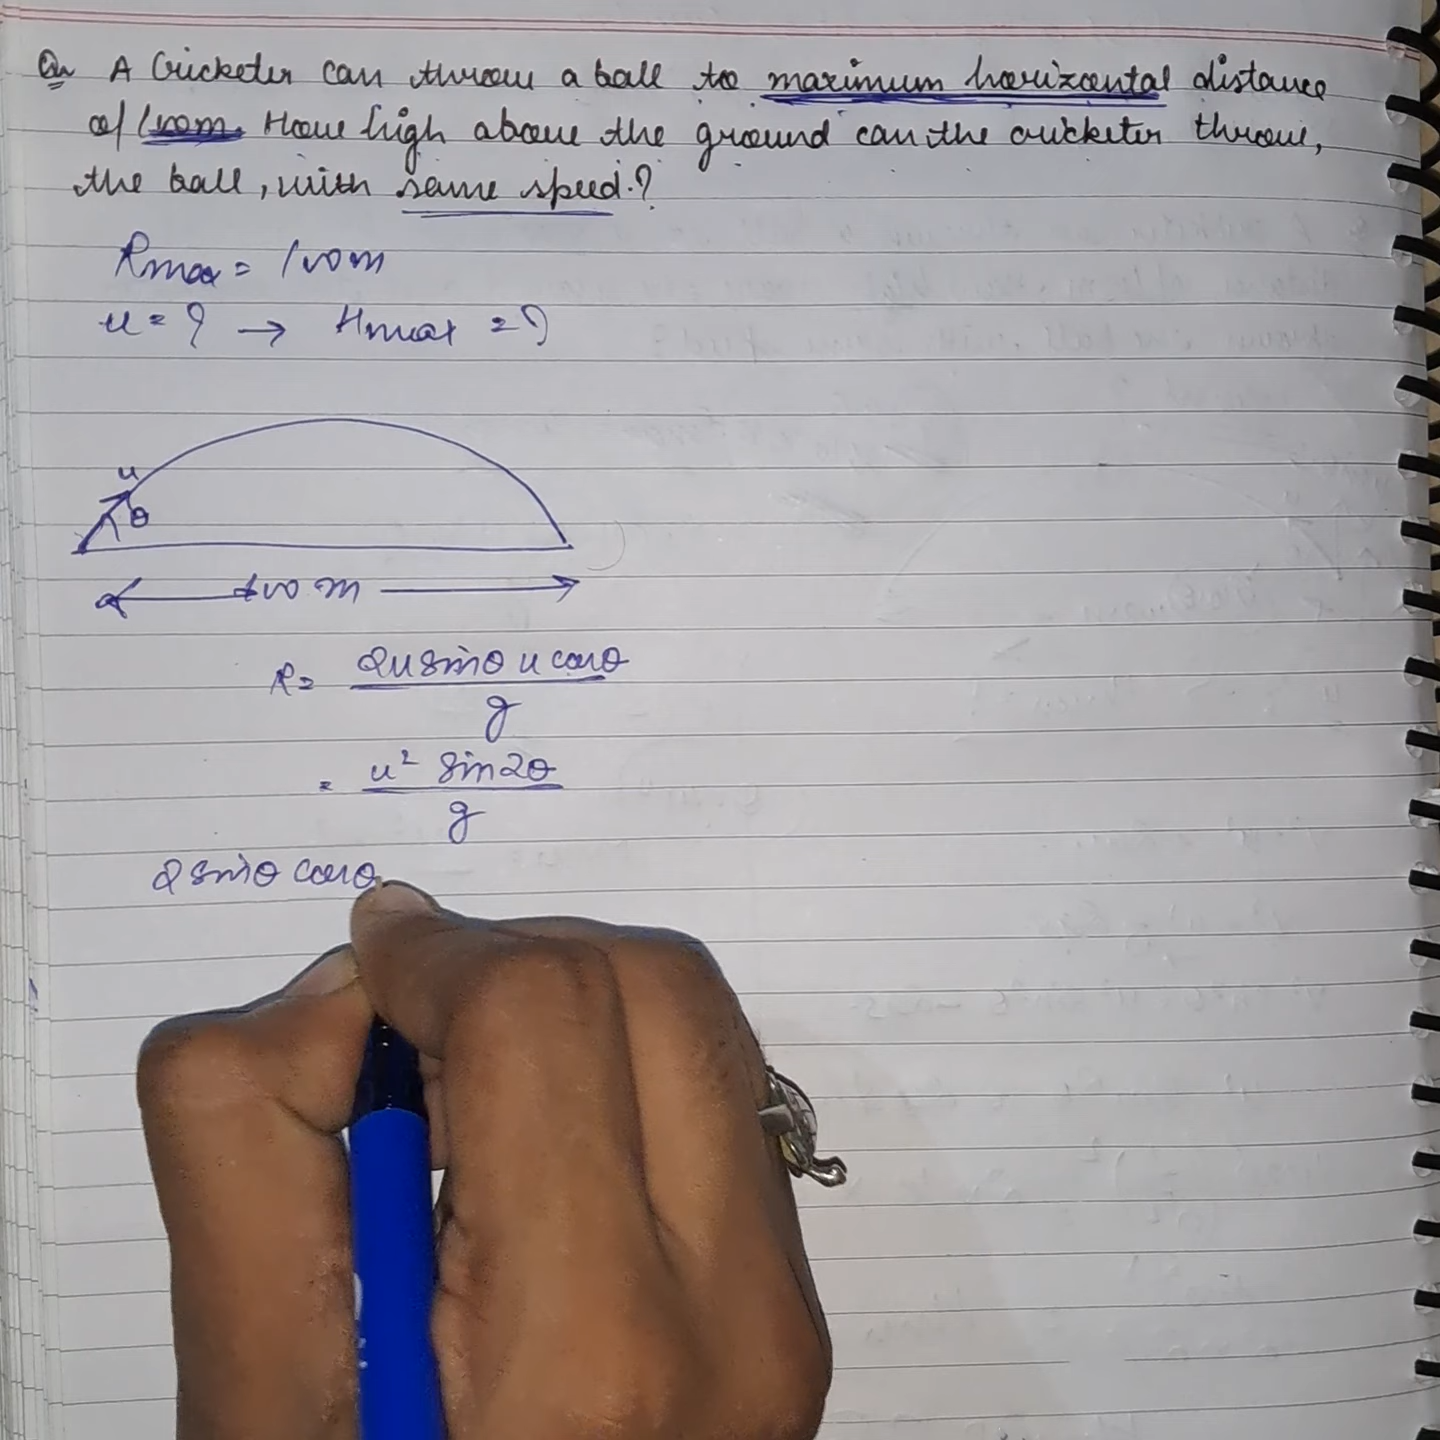 Qn A Cricketer can throw a ball to maximum horizontal distance
of 100m. How high above the ground can the cricketer throw,
the ball, with same speed.?
Rmax = 100m
u = ? → Hmax = ?
u
θ
100 m
R = 2u sinθ u cosθ
g
= u² sin2θ
g
2 sinθ cosθ